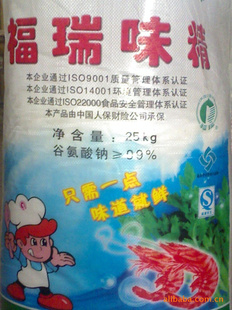 福瑞味精
本企业通过ISO9001质量管理体系认证
本企业通过ISO14001环境管理体系认证
本企业通过ISO22000食品安全管理体系认证
本产品由中国人保财险公司承保
净含量：25kg
谷氨酸钠≥99%
只需一点
味道就鲜